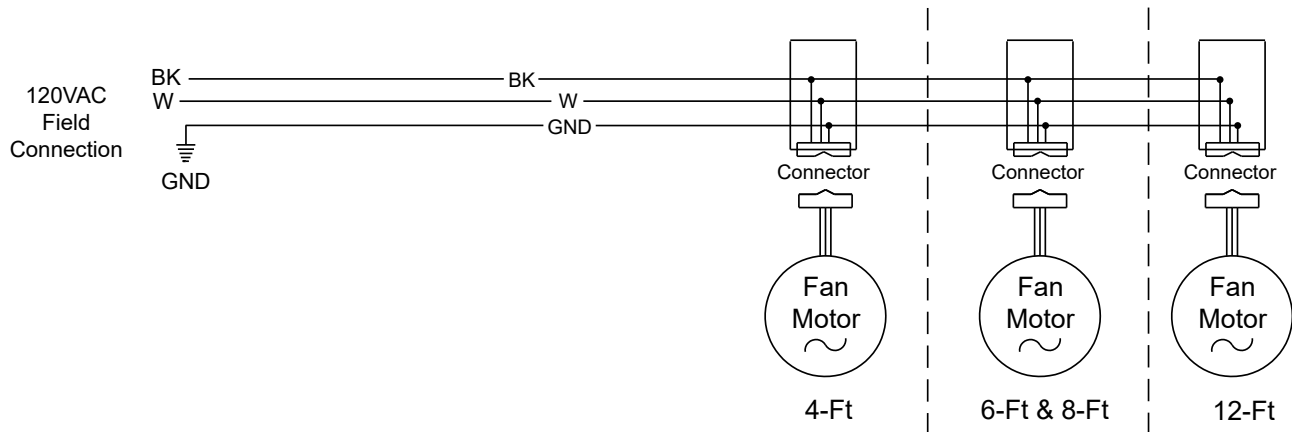 120VAC
Field
Connection
BK
W
GND
BK
W
GND
Connector
Connector
Connector
Fan
Motor
Fan
Motor
Fan
Motor
4-Ft
6-Ft & 8-Ft
12-Ft